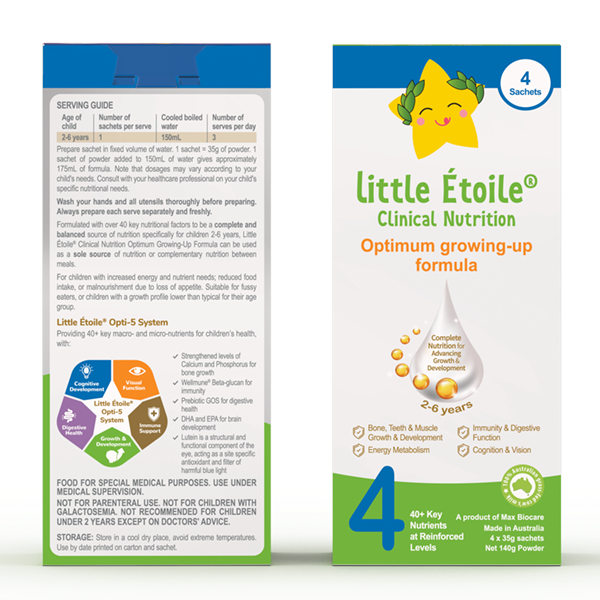 SERVING GUIDE
Age of child | Number of sachets per serve | Cooled boiled water | Number of serves per day
2-6 years | 1 | 150mL | 3
Prepare sachet in fixed volume of water. 1 sachet = 35g of powder. 1
sachet of powder added to 150mL of water gives approximately
175mL of formula. Note that dosages may vary according to your
child's needs. Consult with your healthcare professional on your child's
specific nutritional needs.
Wash your hands and all utensils thoroughly before preparing.
Always prepare each serve separately and freshly.
Formulated with over 40 key nutritional factors to be a complete and
balanced source of nutrition specifically for children 2-6 years, Little
Étoile® Clinical Nutrition Optimum Growing-Up Formula can be used
as a sole source of nutrition or complementary nutrition between
meals.
For children with increased energy and nutrient needs; reduced food
intake, or malnourishment due to loss of appetite. Suitable for fussy
eaters, or children with a growth profile lower than typical for their age
group.
Little Étoile® Opti-5 System
Providing 40+ key macro- and micro-nutrients for children's health,
with:
Cognitive
Development
Visual
Function
Little Étoile®
Opti-5
System
Digestive
Health
Immune
Support
Growth &
Development
Strengthened levels of
Calcium and Phosphorus for
bone growth
Wellmune® Beta-glucan for
immunity
Prebiotic GOS for digestive
health
DHA and EPA for brain
development
Lutein is a structural and
functional component of the
eye, acting as a site specific
antioxidant and filter of
harmful blue light
FOOD FOR SPECIAL MEDICAL PURPOSES. USE UNDER
MEDICAL SUPERVISION.
NOT FOR PARENTERAL USE. NOT FOR CHILDREN WITH
GALACTOSEMIA. NOT RECOMMENDED FOR CHILDREN
UNDER 2 YEARS EXCEPT ON DOCTORS' ADVICE.
STORAGE: Store in a cool dry place, avoid extreme temperatures.
Use by date printed on carton and sachet.
4
Sachets
little Étoile®
Clinical Nutrition
Optimum growing-up
formula
Complete
Nutrition for
Advancing
Growth &
Development
2-6 years
Bone, Teeth & Muscle
Growth & Development
Energy Metabolism
Immunity & Digestive
Function
Cognition & Vision
4
40+ Key
Nutrients
at Reinforced
Levels
100% Australian
A product of Max Biocare
Made in Australia
4 x 35g sachets
Net 140g Powder